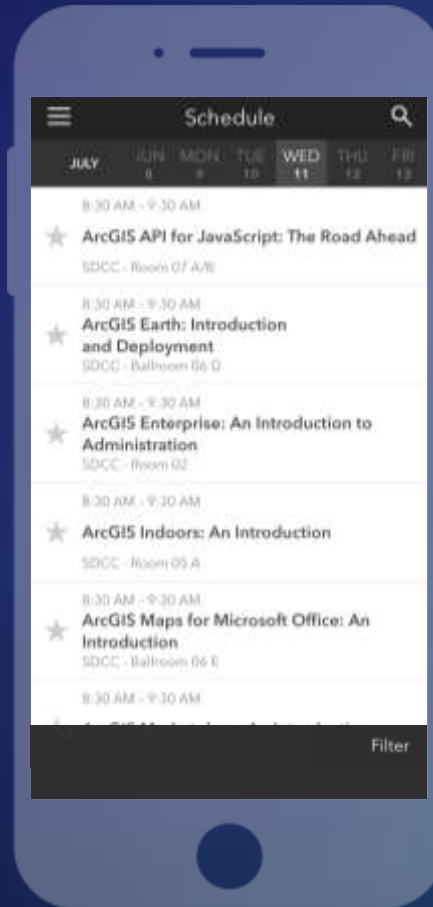 Schedule
JULY SUN MON TUE WED THU FRI
8 9 10 11 12 13
8:30 AM - 9:30 AM
ArcGIS API for JavaScript: The Road Ahead
SDCC - Room 07 A/B
8:30 AM - 9:30 AM
ArcGIS Earth: Introduction
and Deployment
SDCC - Ballroom 06 D
8:30 AM - 9:30 AM
ArcGIS Enterprise: An Introduction to
Administration
SDCC - Room 02
8:30 AM - 9:30 AM
ArcGIS Indoors: An Introduction
SDCC - Room 05 A
8:30 AM - 9:30 AM
ArcGIS Maps for Microsoft Office: An
Introduction
SDCC - Ballroom 06 E
8:30 AM - 9:30 AM
Filter